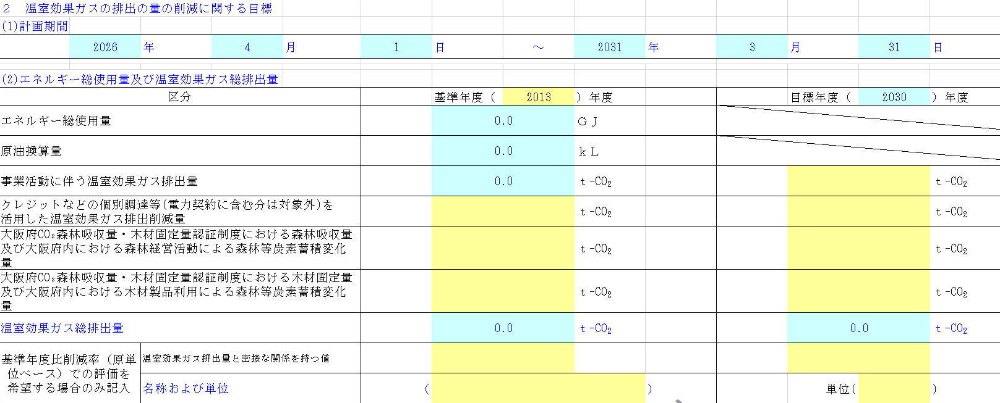 ２　温室効果ガスの排出の量の削減に関する目標
(1)計画期間
2026 年 4 月 1 日 ～ 2031 年 3 月 31 日
(2)エネルギー総使用量及び温室効果ガス総排出量
区分 基準年度（ 2013 ）年度 目標年度（ 2030 ）年度
エネルギー総使用量 0.0 ＧＪ
原油換算量 0.0 ｋＬ
事業活動に伴う温室効果ガス排出量 0.0 ｔ-CO₂ ｔ-CO₂
クレジットなどの個別調達等(電力契約に含む分は対象外)を
活用した温室効果ガス排出削減量 ｔ-CO₂ ｔ-CO₂
大阪府CO₂森林吸収量・木材固定量認証制度における森林吸収量
及び大阪府内における森林経営活動による森林等炭素蓄積変化 ｔ-CO₂ ｔ-CO₂
量
大阪府CO₂森林吸収量・木材固定量認証制度における木材固定量
及び大阪府内における木材製品利用による森林等炭素蓄積変化 ｔ-CO₂ ｔ-CO₂
量
温室効果ガス総排出量 0.0 ｔ-CO₂ 0.0 ｔ-CO₂
基準年度比削減率（原単
位ベース）での評価を
希望する場合のみ記入
温室効果ガス排出量と密接な関係を持つ値
名称および単位 ( ) 単位( )